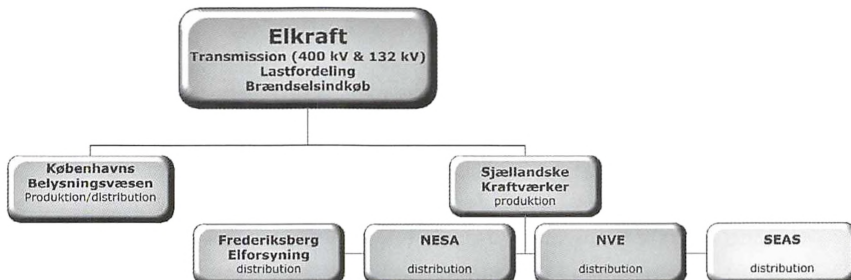 Elkraft
Transmission (400 kV & 132 kV)
Lastfordeling
Brændselsindkøb
Københavns
Belysningsvæsen
Produktion/distribution
Sjællandske
Kraftværker
produktion
Frederiksberg
Elforsyning
distribution
NESA
distribution
NVE
distribution
SEAS
distribution